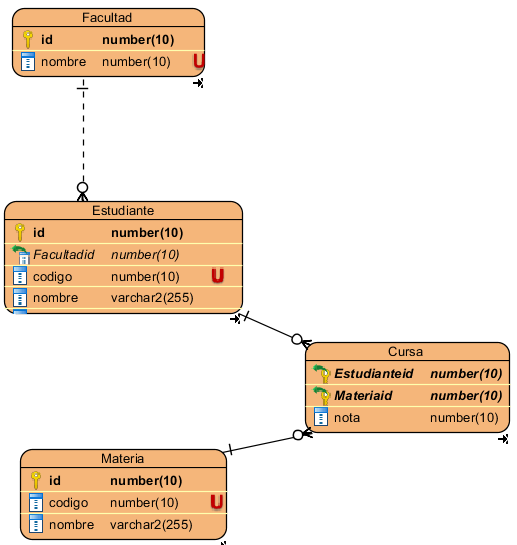 Facultad
id number(10)
nombre number(10) U
Estudiante
id number(10)
Facultadid number(10)
codigo number(10) U
nombre varchar2(255)
Cursa
Estudianteid number(10)
Materiaid number(10)
nota number(10)
Materia
id number(10)
codigo number(10) U
nombre varchar2(255)